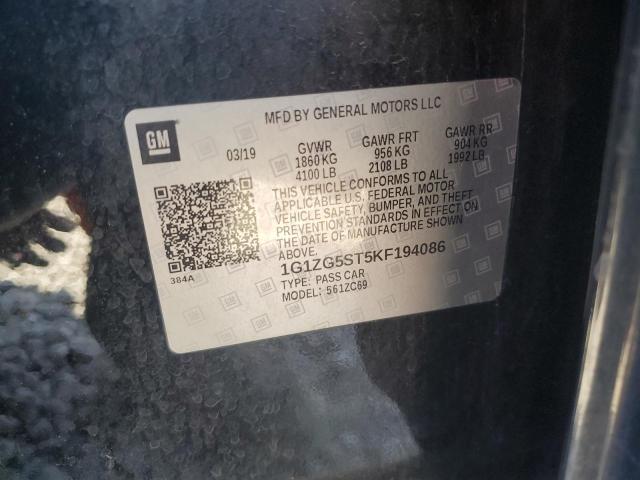 MFD BY GENERAL MOTORS LLC
GM
03/19
GVWR
1860 KG
4100 LB
GAWR FRT
956 KG
2108 LB
GAWR RR
904 KG
1992 LB
THIS VEHICLE CONFORMS TO ALL
APPLICABLE U.S. FEDERAL MOTOR
VEHICLE SAFETY, BUMPER, AND THEFT
PREVENTION STANDARDS IN EFFECT ON
THE DATE OF MANUFACTURE SHOWN
ABOVE.
1G1ZG5ST5KF194086
TYPE: PASS CAR
MODEL: 561ZC69
384A